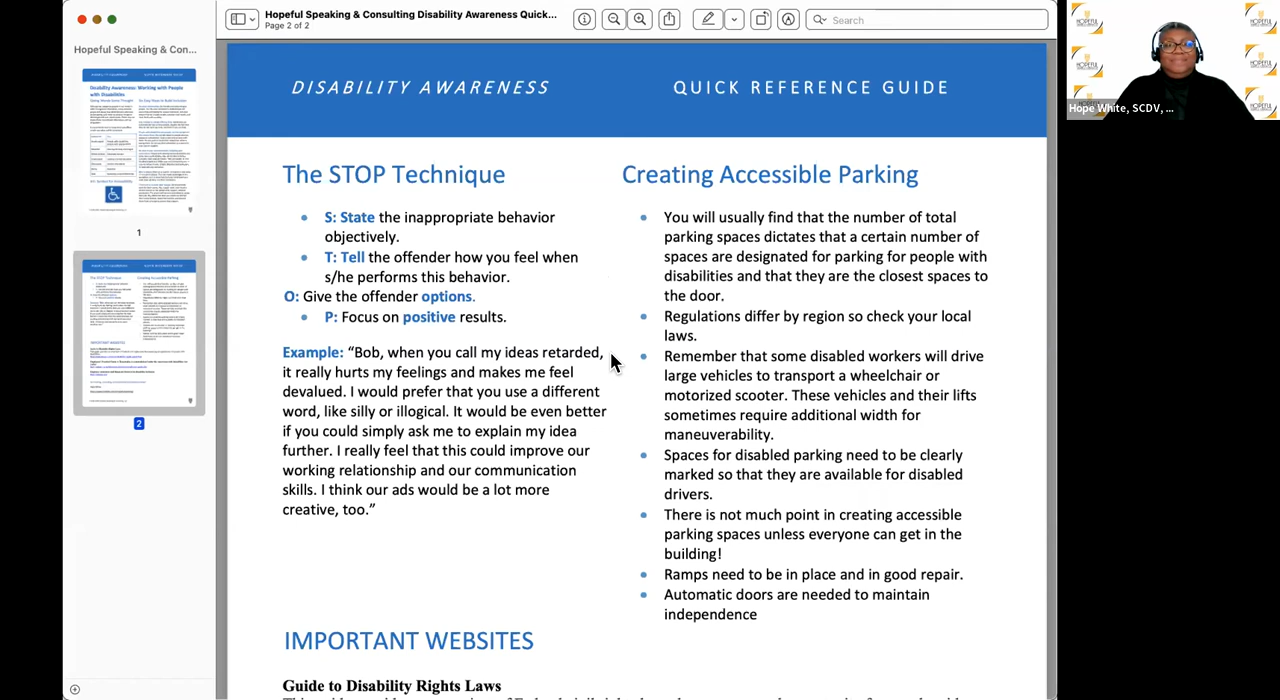 Hopeful Speaking & Consulting Disability Awareness Quick...
Page 2 of 2
Search
Hopeful Speaking & Con...
1
2
DISABILITY AWARENESS
QUICK REFERENCE GUIDE
The STOP Technique
S: State the inappropriate behavior
objectively.
T: Tell the offender how you feel when
s/he performs this behavior.
O: Give the offender options.
P: Focus on positive results.
Example: “Bob, when you call my ideas retarded,
it really hurts my feelings and makes me feel
devalued. I would prefer that you use a different
word, like silly or illogical. It would be even better
if you could simply ask me to explain my idea
further. I really feel that this could improve our
working relationship and our communication
skills. I think our ads would be a lot more
creative, too.”
Creating Accessible Parking
You will usually find that the number of total
parking spaces dictates that a certain number of
spaces are designated for parking for people with
disabilities and that they are the closest spaces to
the door.
Regulations differ by region so check your local
laws.
Remember that some disabled workers will drive
large vehicles to transport a wheelchair or
motorized scooter. These vehicles and their lifts
sometimes require additional width for
maneuverability.
Spaces for disabled parking need to be clearly
marked so that they are available for disabled
drivers.
There is not much point in creating accessible
parking spaces unless everyone can get in the
building!
Ramps need to be in place and in good repair.
Automatic doors are needed to maintain
independence
IMPORTANT WEBSITES
Guide to Disability Rights Laws
Hope White, SCDV, ...
HOPEFUL